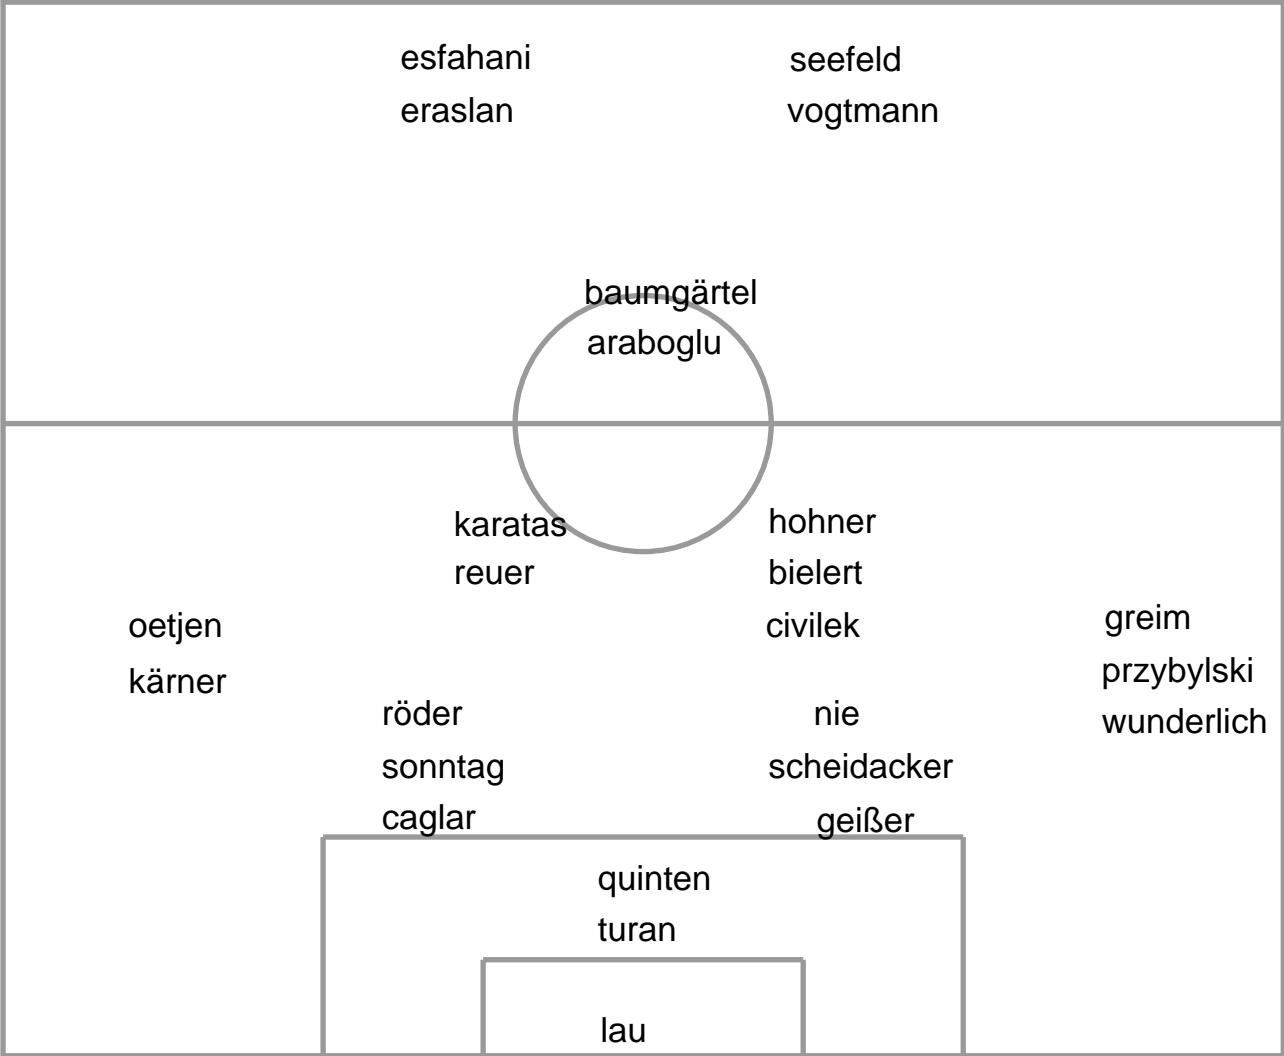 esfahani
eraslan
seefeld
vogtmann
baumgärtel
araboglu
karatas
reuer
hohner
bielert
civilek
oetjen
kärner
greim
przybylski
wunderlich
röder
sonntag
caglar
nie
scheidacker
geißer
quinten
turan
lau